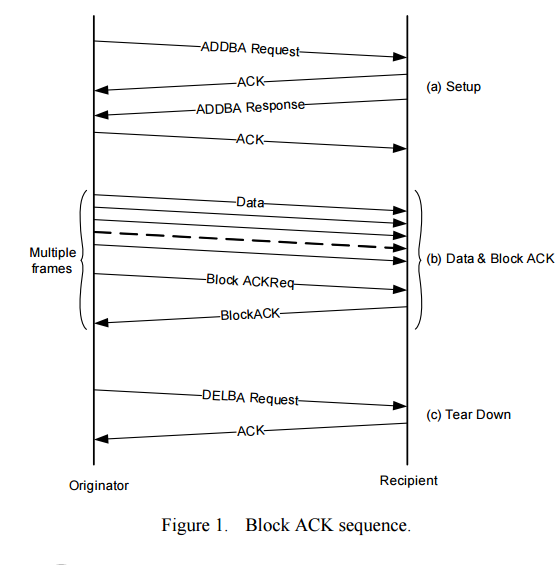 ADDBA Request
ACK
(a) Setup
ADDBA Response
ACK
Data
Multiple
frames
(b) Data & Block ACK
Block ACKReq
BlockACK
DELBA Request
(c) Tear Down
ACK
Originator
Recipient
Figure 1. Block ACK sequence.